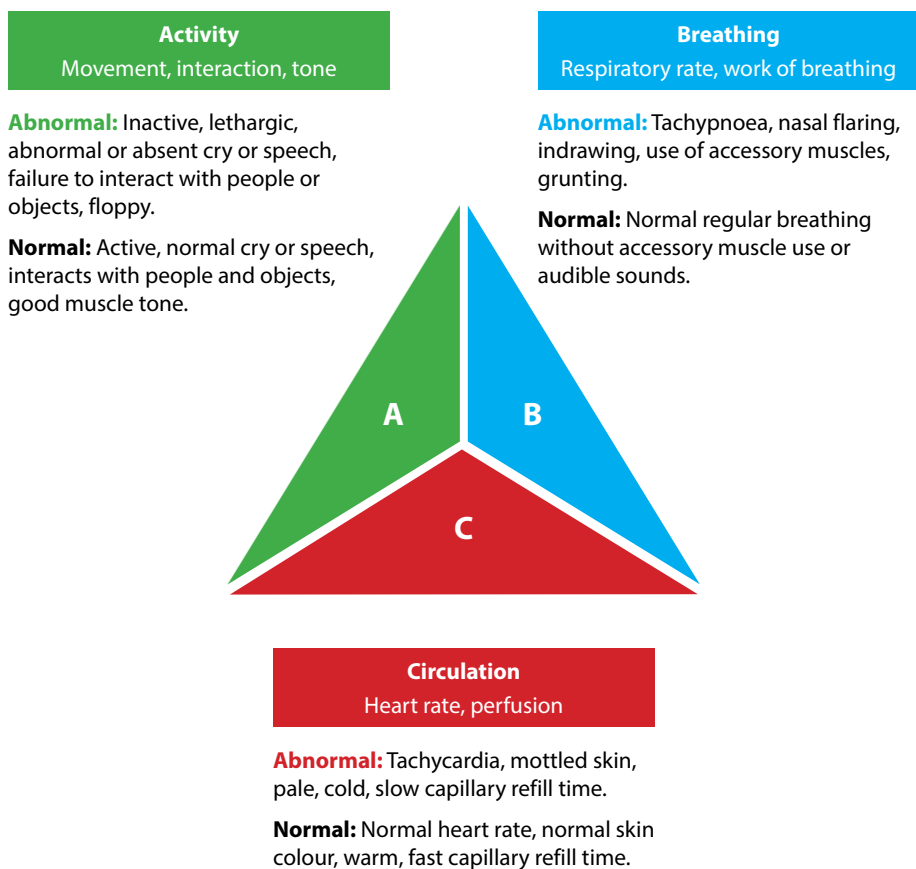 Activity
Movement, interaction, tone
Abnormal: Inactive, lethargic,
abnormal or absent cry or speech,
failure to interact with people or
objects, floppy.
Normal: Active, normal cry or speech,
interacts with people and objects,
good muscle tone.
Breathing
Respiratory rate, work of breathing
Abnormal: Tachypnoea, nasal flaring,
indrawing, use of accessory muscles,
grunting.
Normal: Normal regular breathing
without accessory muscle use or
audible sounds.
A
B
C
Circulation
Heart rate, perfusion
Abnormal: Tachycardia, mottled skin,
pale, cold, slow capillary refill time.
Normal: Normal heart rate, normal skin
colour, warm, fast capillary refill time.